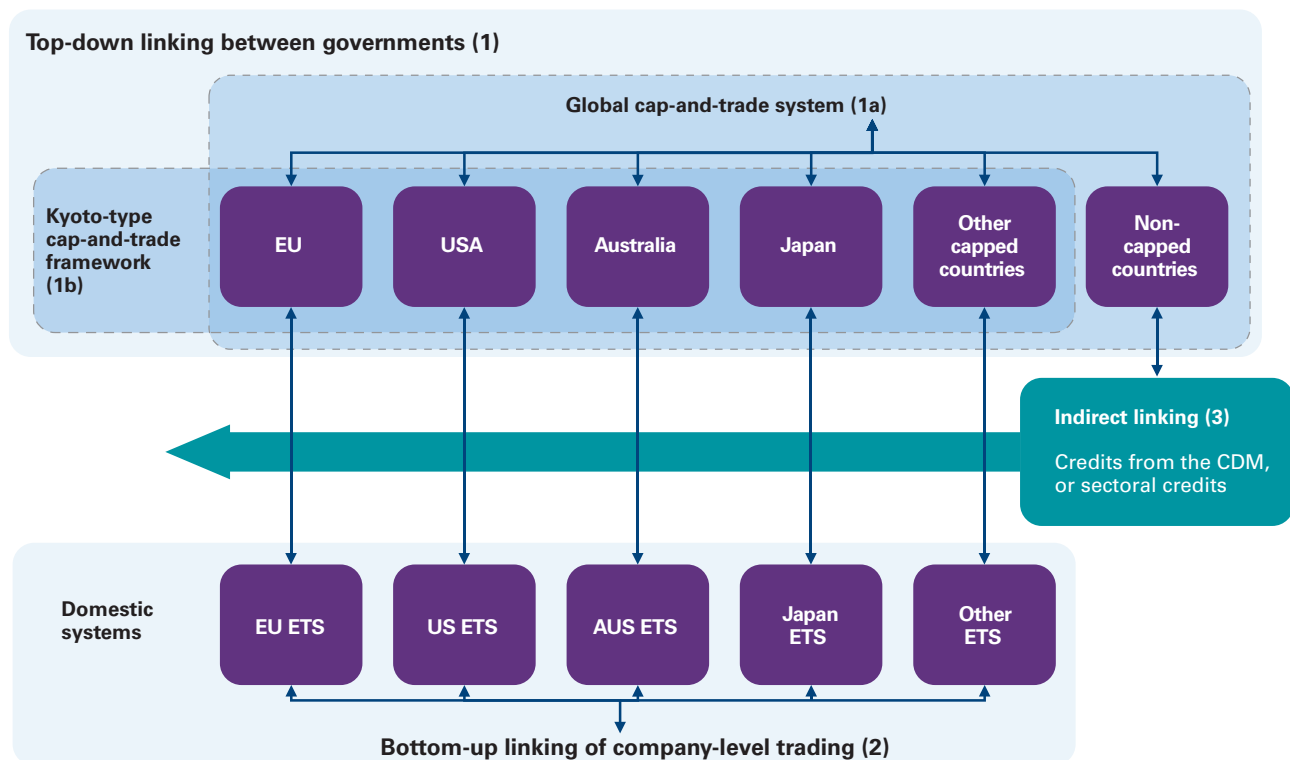 Top-down linking between governments (1)
Global cap-and-trade system (1a)
Kyoto-type
cap-and-trade
framework
(1b)
EU
USA
Australia
Japan
Other
capped
countries
Non-
capped
countries
Indirect linking (3)
Credits from the CDM,
or sectoral credits
Domestic
systems
EU ETS
US ETS
AUS ETS
Japan
ETS
Other
ETS
Bottom-up linking of company-level trading (2)